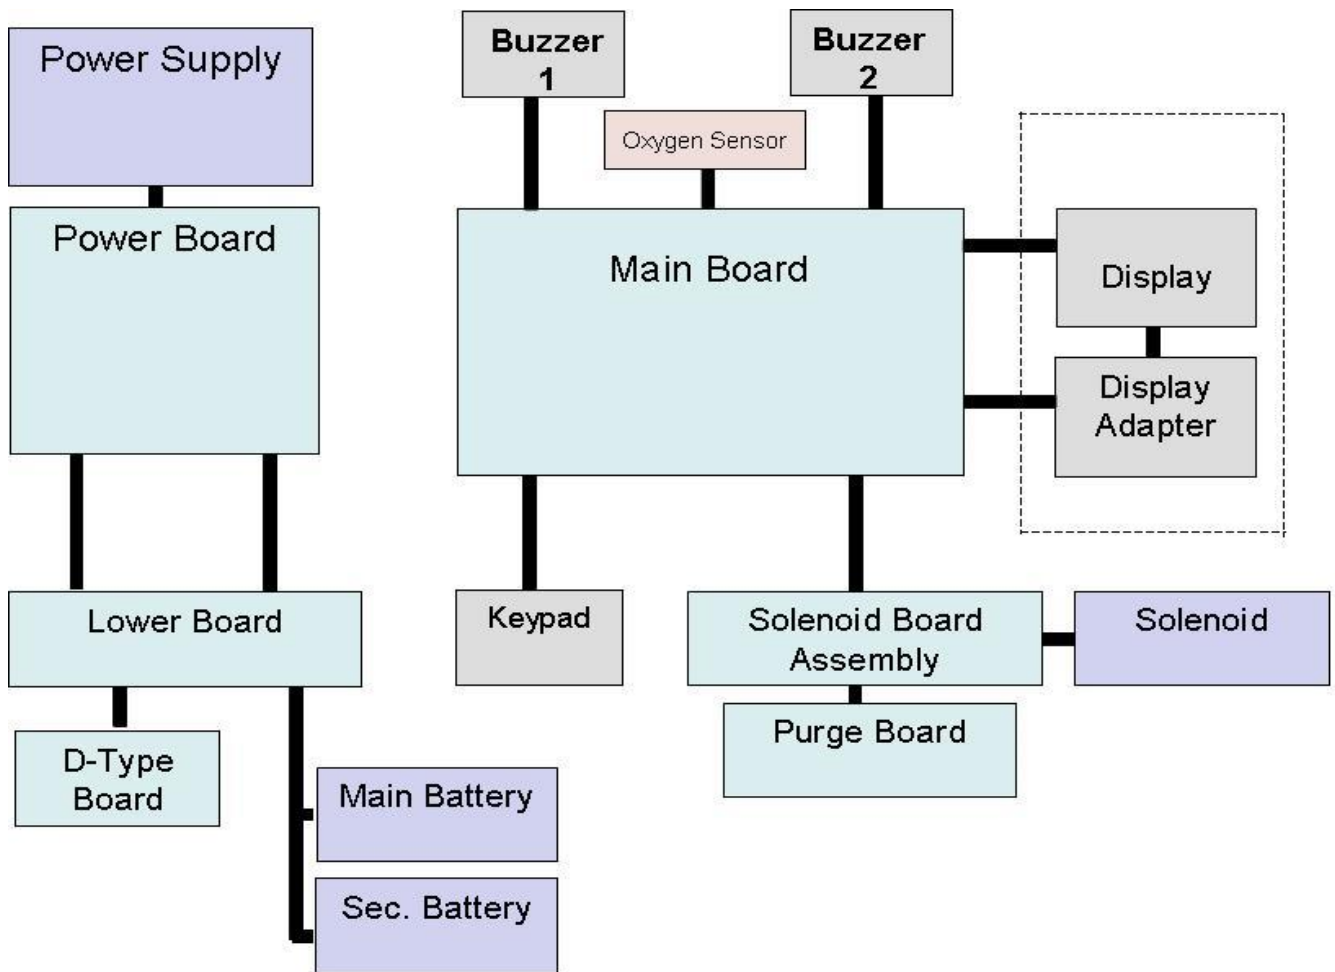 Power Supply
Buzzer
1
Buzzer
2
Oxygen Sensor
Power Board
Main Board
Display
Display
Adapter
Lower Board
Keypad
Solenoid Board
Assembly
Solenoid
D-Type
Board
Purge Board
Main Battery
Sec. Battery